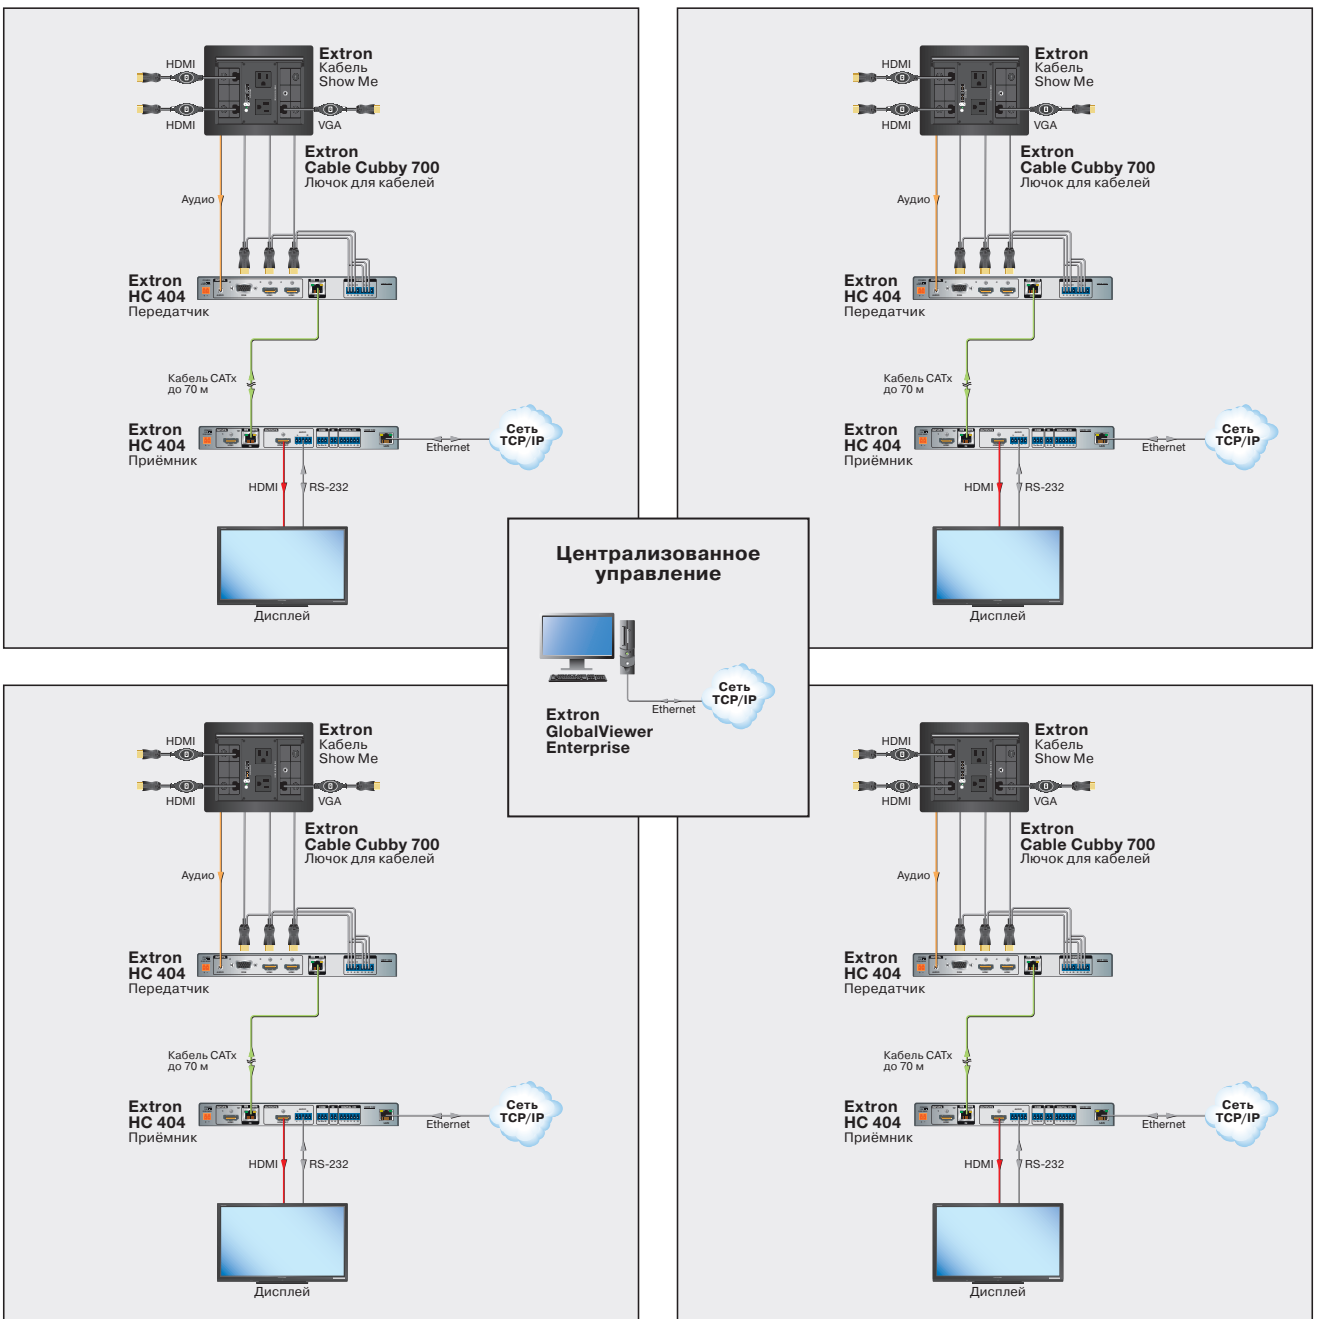 HDMI
Extron
Кабель
Show Me
HDMI
VGA
Extron
Cable Cubby 700
Лючок для кабелей
Аудио
Extron
HC 404
Передатчик
Кабель CATx
до 70 м
Extron
HC 404
Приёмник
Ethernet
Сеть
TCP/IP
HDMI
RS-232
Дисплей
HDMI
Extron
Кабель
Show Me
HDMI
VGA
Extron
Cable Cubby 700
Лючок для кабелей
Аудио
Extron
HC 404
Передатчик
Кабель CATx
до 70 м
Extron
HC 404
Приёмник
Ethernet
Сеть
TCP/IP
HDMI
RS-232
Дисплей
Централизованное
управление
Сеть
TCP/IP
Ethernet
Extron
GlobalViewer
Enterprise
HDMI
Extron
Кабель
Show Me
HDMI
VGA
Extron
Cable Cubby 700
Лючок для кабелей
Аудио
Extron
HC 404
Передатчик
Кабель CATx
до 70 м
Extron
HC 404
Приёмник
Ethernet
Сеть
TCP/IP
HDMI
RS-232
Дисплей
HDMI
Extron
Кабель
Show Me
HDMI
VGA
Extron
Cable Cubby 700
Лючок для кабелей
Аудио
Extron
HC 404
Передатчик
Кабель CATx
до 70 м
Extron
HC 404
Приёмник
Ethernet
Сеть
TCP/IP
HDMI
RS-232
Дисплей